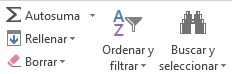 Autosuma
Rellenar
Borrar
Ordenar y
filtrar
Buscar y
seleccionar